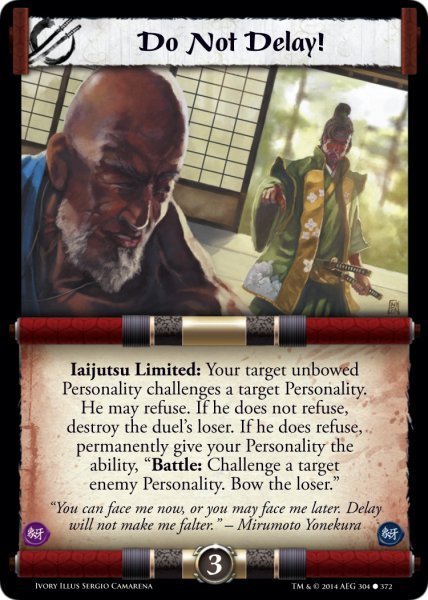 Do Not Delay!
Iaijutsu Limited: Your target unbowed
Personality challenges a target Personality.
He may refuse. If he does not refuse,
destroy the duel's loser. If he does refuse,
permanently give your Personality the
ability, “Battle: Challenge a target
enemy Personality. Bow the loser.”
“You can face me now, or you may face me later. Delay
will not make me falter.” – Mirumoto Yonekura
3
Ivory Illus Sergio Camarena
TM & © 2014 AEG 304 ● 372